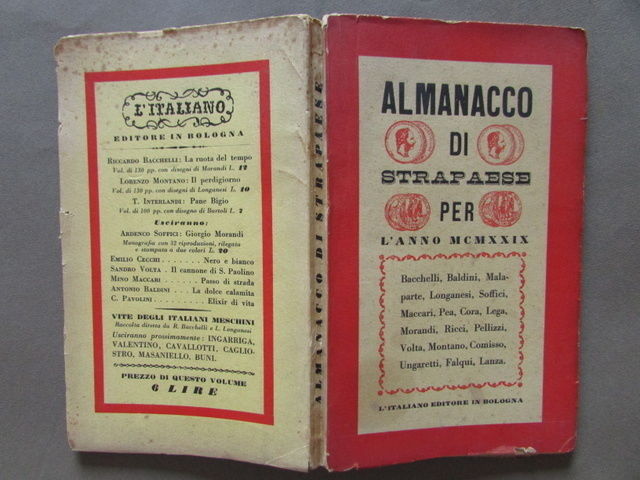 L'ITALIANO
EDITORE IN BOLOGNA
RICCARDO BACCHELLI: La ruota del tempo
Vol. di 130 pp. con disegni di Morandi L. 12
LORENZO MONTANO: Il perdigiorno
Vol. di 130 pp. con disegni di Longanesi L. 10
T. INTERLANDI: Pane Bigio
Vol. di 100 pp. con disegno di Bartoli L. 7
Usciranno:
ARDENGO SOFFICI: Giorgio Morandi
Monografia con 32 riproduzioni, rilegata
e stampata a due colori L. 20
EMILIO CECCHI . . . . Nero e bianco
SANDRO VOLTA . Il cannone di S. Paolino
MINO MACCARI . . . . . . Passo di strada
ANTONIO BALDINI . . . La dolce calamita
C. PAVOLINI . . . . . . . . Elixir di vita
VITE DEGLI ITALIANI MESCHINI
Raccolta diretta da R. Bacchelli e L. Longanesi
Usciranno prossimamente: INGARRIGA,
VALENTINO, CAVALLOTTI, CAGLIO-
STRO, MASANIELLO, BUNI.
PREZZO DI QUESTO VOLUME
6 LIRE
ALMANACCO DI STRAPAESE
ALMANACCO
DI
STRAPAESE
PER
L'ANNO MCMXXIX
Bacchelli, Baldini, Mala-
parte, Longanesi, Soffici,
Maccari, Pea, Cora, Lega,
Morandi, Ricci, Pellizzi,
Volta, Montano, Comisso,
Ungaretti, Falqui, Lanza.
L'ITALIANO EDITORE IN BOLOGNA